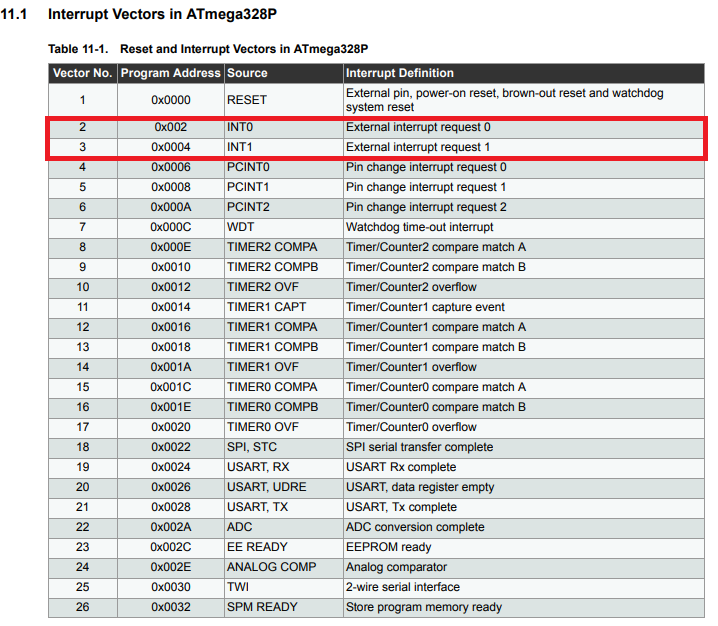 11.1 Interrupt Vectors in ATmega328P
Table 11-1. Reset and Interrupt Vectors in ATmega328P
Vector No. Program Address Source Interrupt Definition
1 0x0000 RESET External pin, power-on reset, brown-out reset and watchdog
system reset
2 0x002 INT0 External interrupt request 0
3 0x0004 INT1 External interrupt request 1
4 0x0006 PCINT0 Pin change interrupt request 0
5 0x0008 PCINT1 Pin change interrupt request 1
6 0x000A PCINT2 Pin change interrupt request 2
7 0x000C WDT Watchdog time-out interrupt
8 0x000E TIMER2 COMPA Timer/Counter2 compare match A
9 0x0010 TIMER2 COMPB Timer/Counter2 compare match B
10 0x0012 TIMER2 OVF Timer/Counter2 overflow
11 0x0014 TIMER1 CAPT Timer/Counter1 capture event
12 0x0016 TIMER1 COMPA Timer/Counter1 compare match A
13 0x0018 TIMER1 COMPB Timer/Counter1 compare match B
14 0x001A TIMER1 OVF Timer/Counter1 overflow
15 0x001C TIMER0 COMPA Timer/Counter0 compare match A
16 0x001E TIMER0 COMPB Timer/Counter0 compare match B
17 0x0020 TIMER0 OVF Timer/Counter0 overflow
18 0x0022 SPI, STC SPI serial transfer complete
19 0x0024 USART, RX USART Rx complete
20 0x0026 USART, UDRE USART, data register empty
21 0x0028 USART, TX USART, Tx complete
22 0x002A ADC ADC conversion complete
23 0x002C EE READY EEPROM ready
24 0x002E ANALOG COMP Analog comparator
25 0x0030 TWI 2-wire serial interface
26 0x0032 SPM READY Store program memory ready